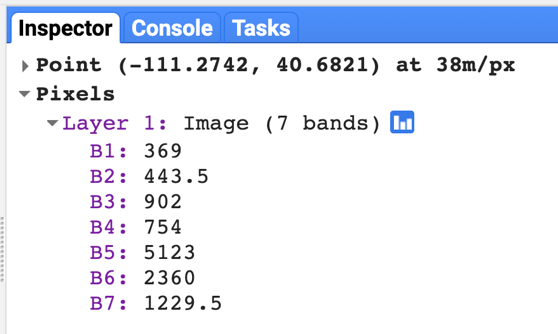 Inspector Console Tasks
Point (-111.2742, 40.6821) at 38m/px
Pixels
Layer 1: Image (7 bands)
B1: 369
B2: 443.5
B3: 902
B4: 754
B5: 5123
B6: 2360
B7: 1229.5